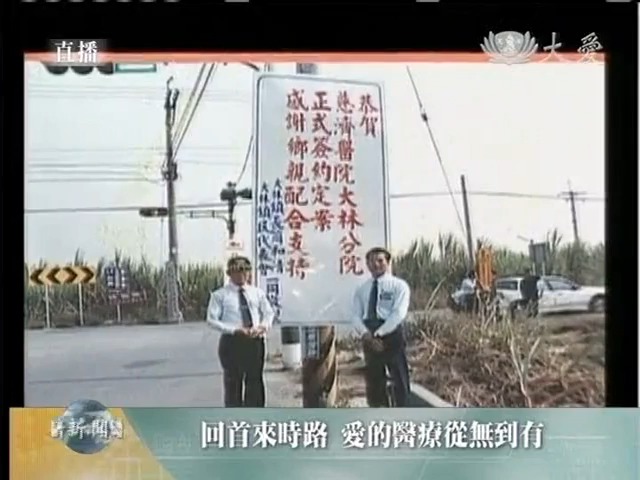 直播
大愛
恭賀
慈濟醫院大林分院
正式簽約定案
感謝鄉親配合支持
新聞
回首來時路 愛的醫療從無到有